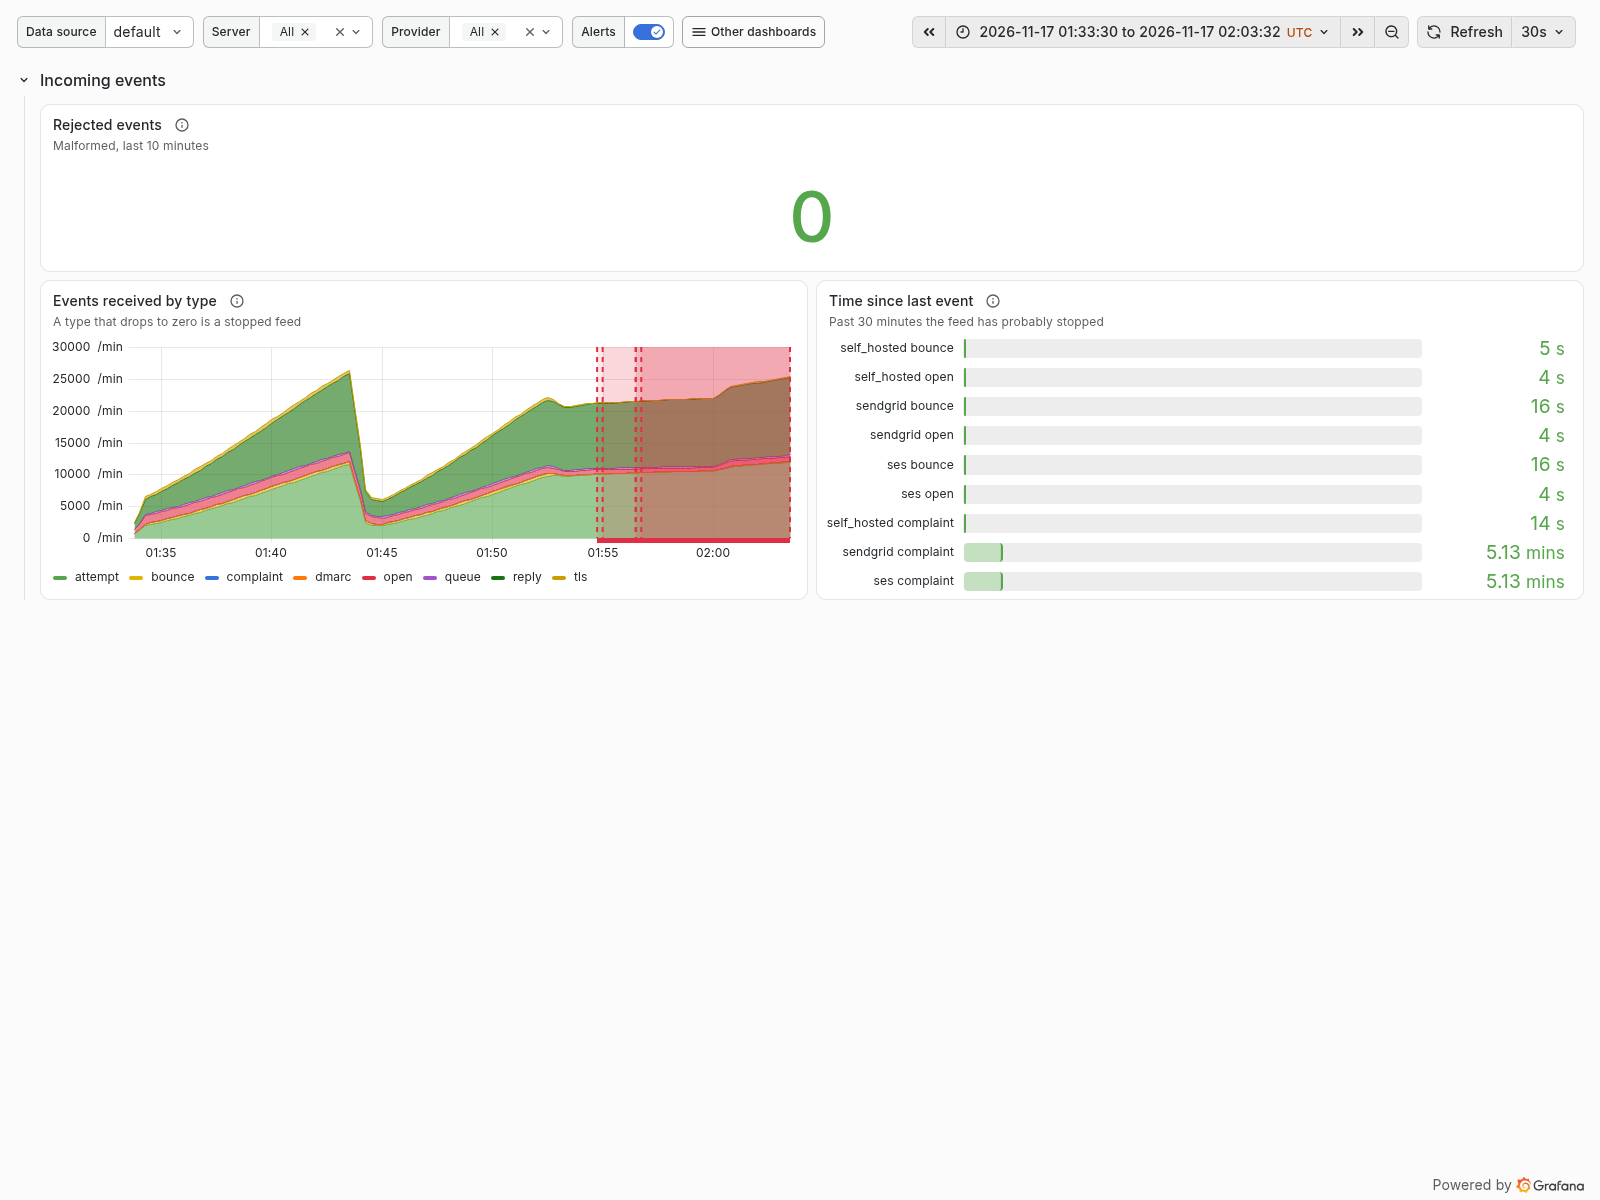 Data source default Server All Provider All Alerts Other dashboards 2026-11-17 01:33:30 to 2026-11-17 02:03:32 UTC Refresh 30s
Incoming events
Rejected events
Malformed, last 10 minutes
0
Events received by type
A type that drops to zero is a stopped feed
30000 /min
25000 /min
20000 /min
15000 /min
10000 /min
5000 /min
0 /min
01:35 01:40 01:45 01:50 01:55 02:00
attempt bounce complaint dmarc open queue reply tls
Time since last event
Past 30 minutes the feed has probably stopped
self_hosted bounce 5 s
self_hosted open 4 s
sendgrid bounce 16 s
sendgrid open 4 s
ses bounce 16 s
ses open 4 s
self_hosted complaint 14 s
sendgrid complaint 5.13 mins
ses complaint 5.13 mins
Powered by Grafana